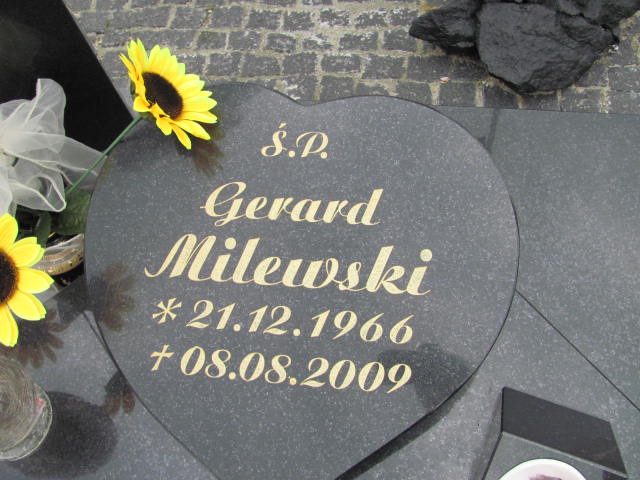 Ś.P.
Gerard
Milewski
* 21.12.1966
† 08.08.2009